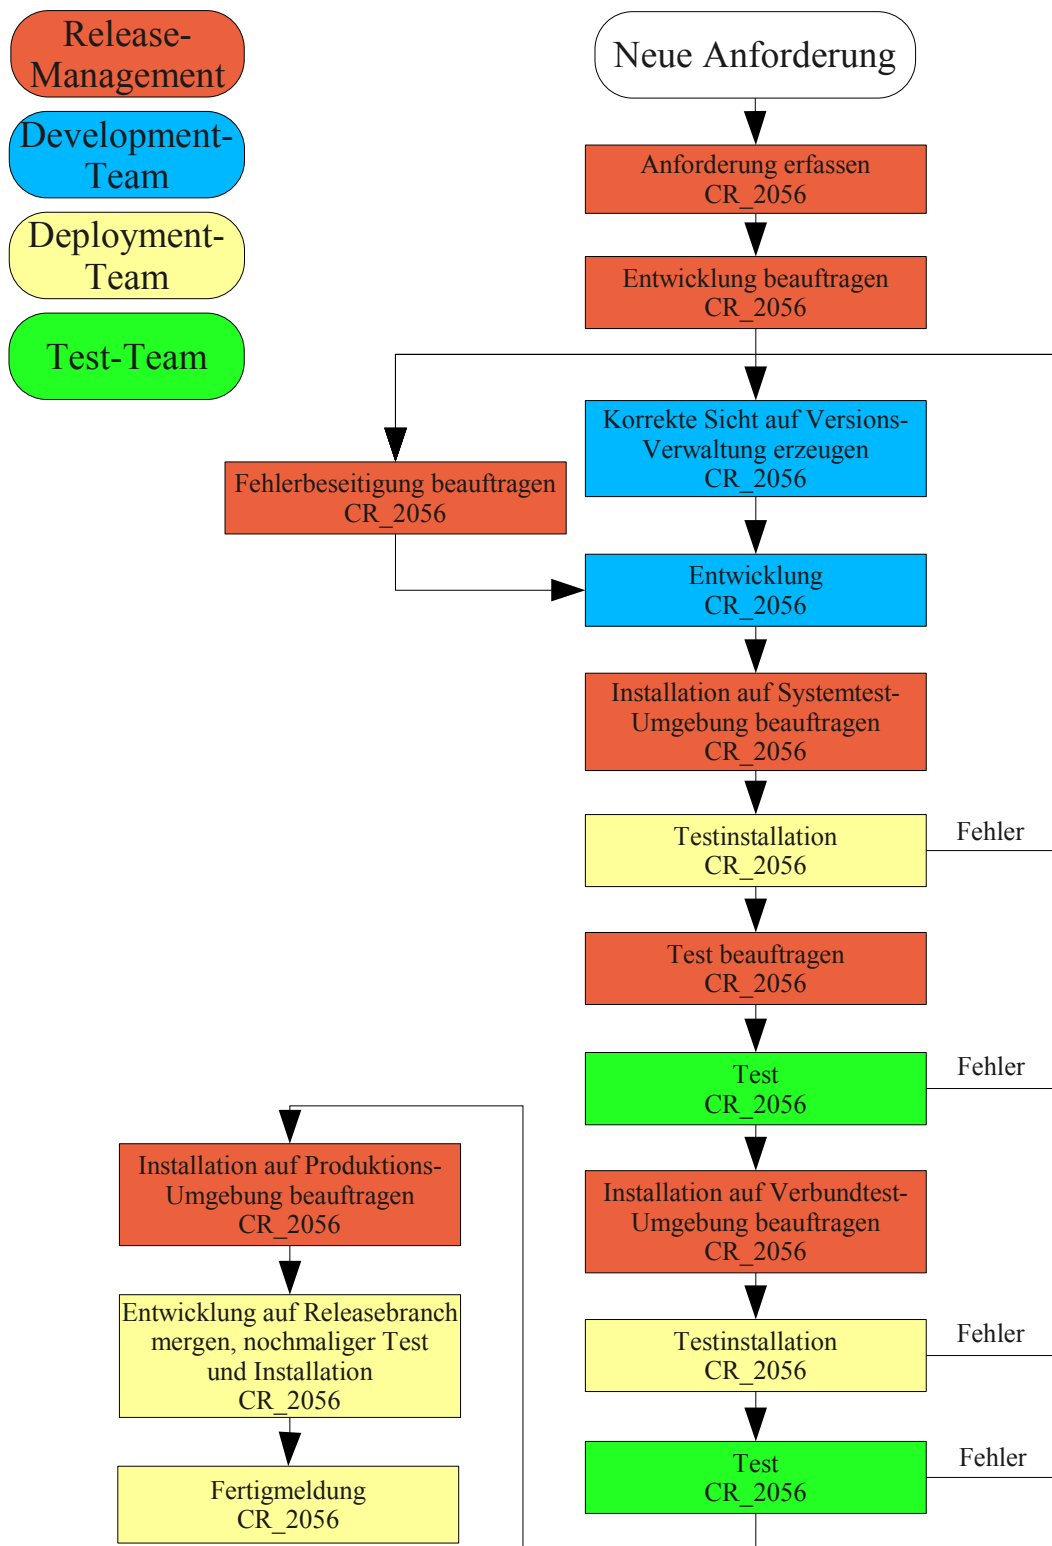 Release-
Management
Development-
Team
Deployment-
Team
Test-Team
Neue Anforderung
Anforderung erfassen
CR_2056
Entwicklung beauftragen
CR_2056
Korrekte Sicht auf Versions-
Verwaltung erzeugen
CR_2056
Fehlerbeseitigung beauftragen
CR_2056
Entwicklung
CR_2056
Installation auf Systemtest-
Umgebung beauftragen
CR_2056
Testinstallation
CR_2056
Fehler
Test beauftragen
CR_2056
Test
CR_2056
Fehler
Installation auf Verbundtest-
Umgebung beauftragen
CR_2056
Testinstallation
CR_2056
Fehler
Test
CR_2056
Fehler
Installation auf Produktions-
Umgebung beauftragen
CR_2056
Entwicklung auf Releasebranch
mergen, nochmaliger Test
und Installation
CR_2056
Fertigmeldung
CR_2056